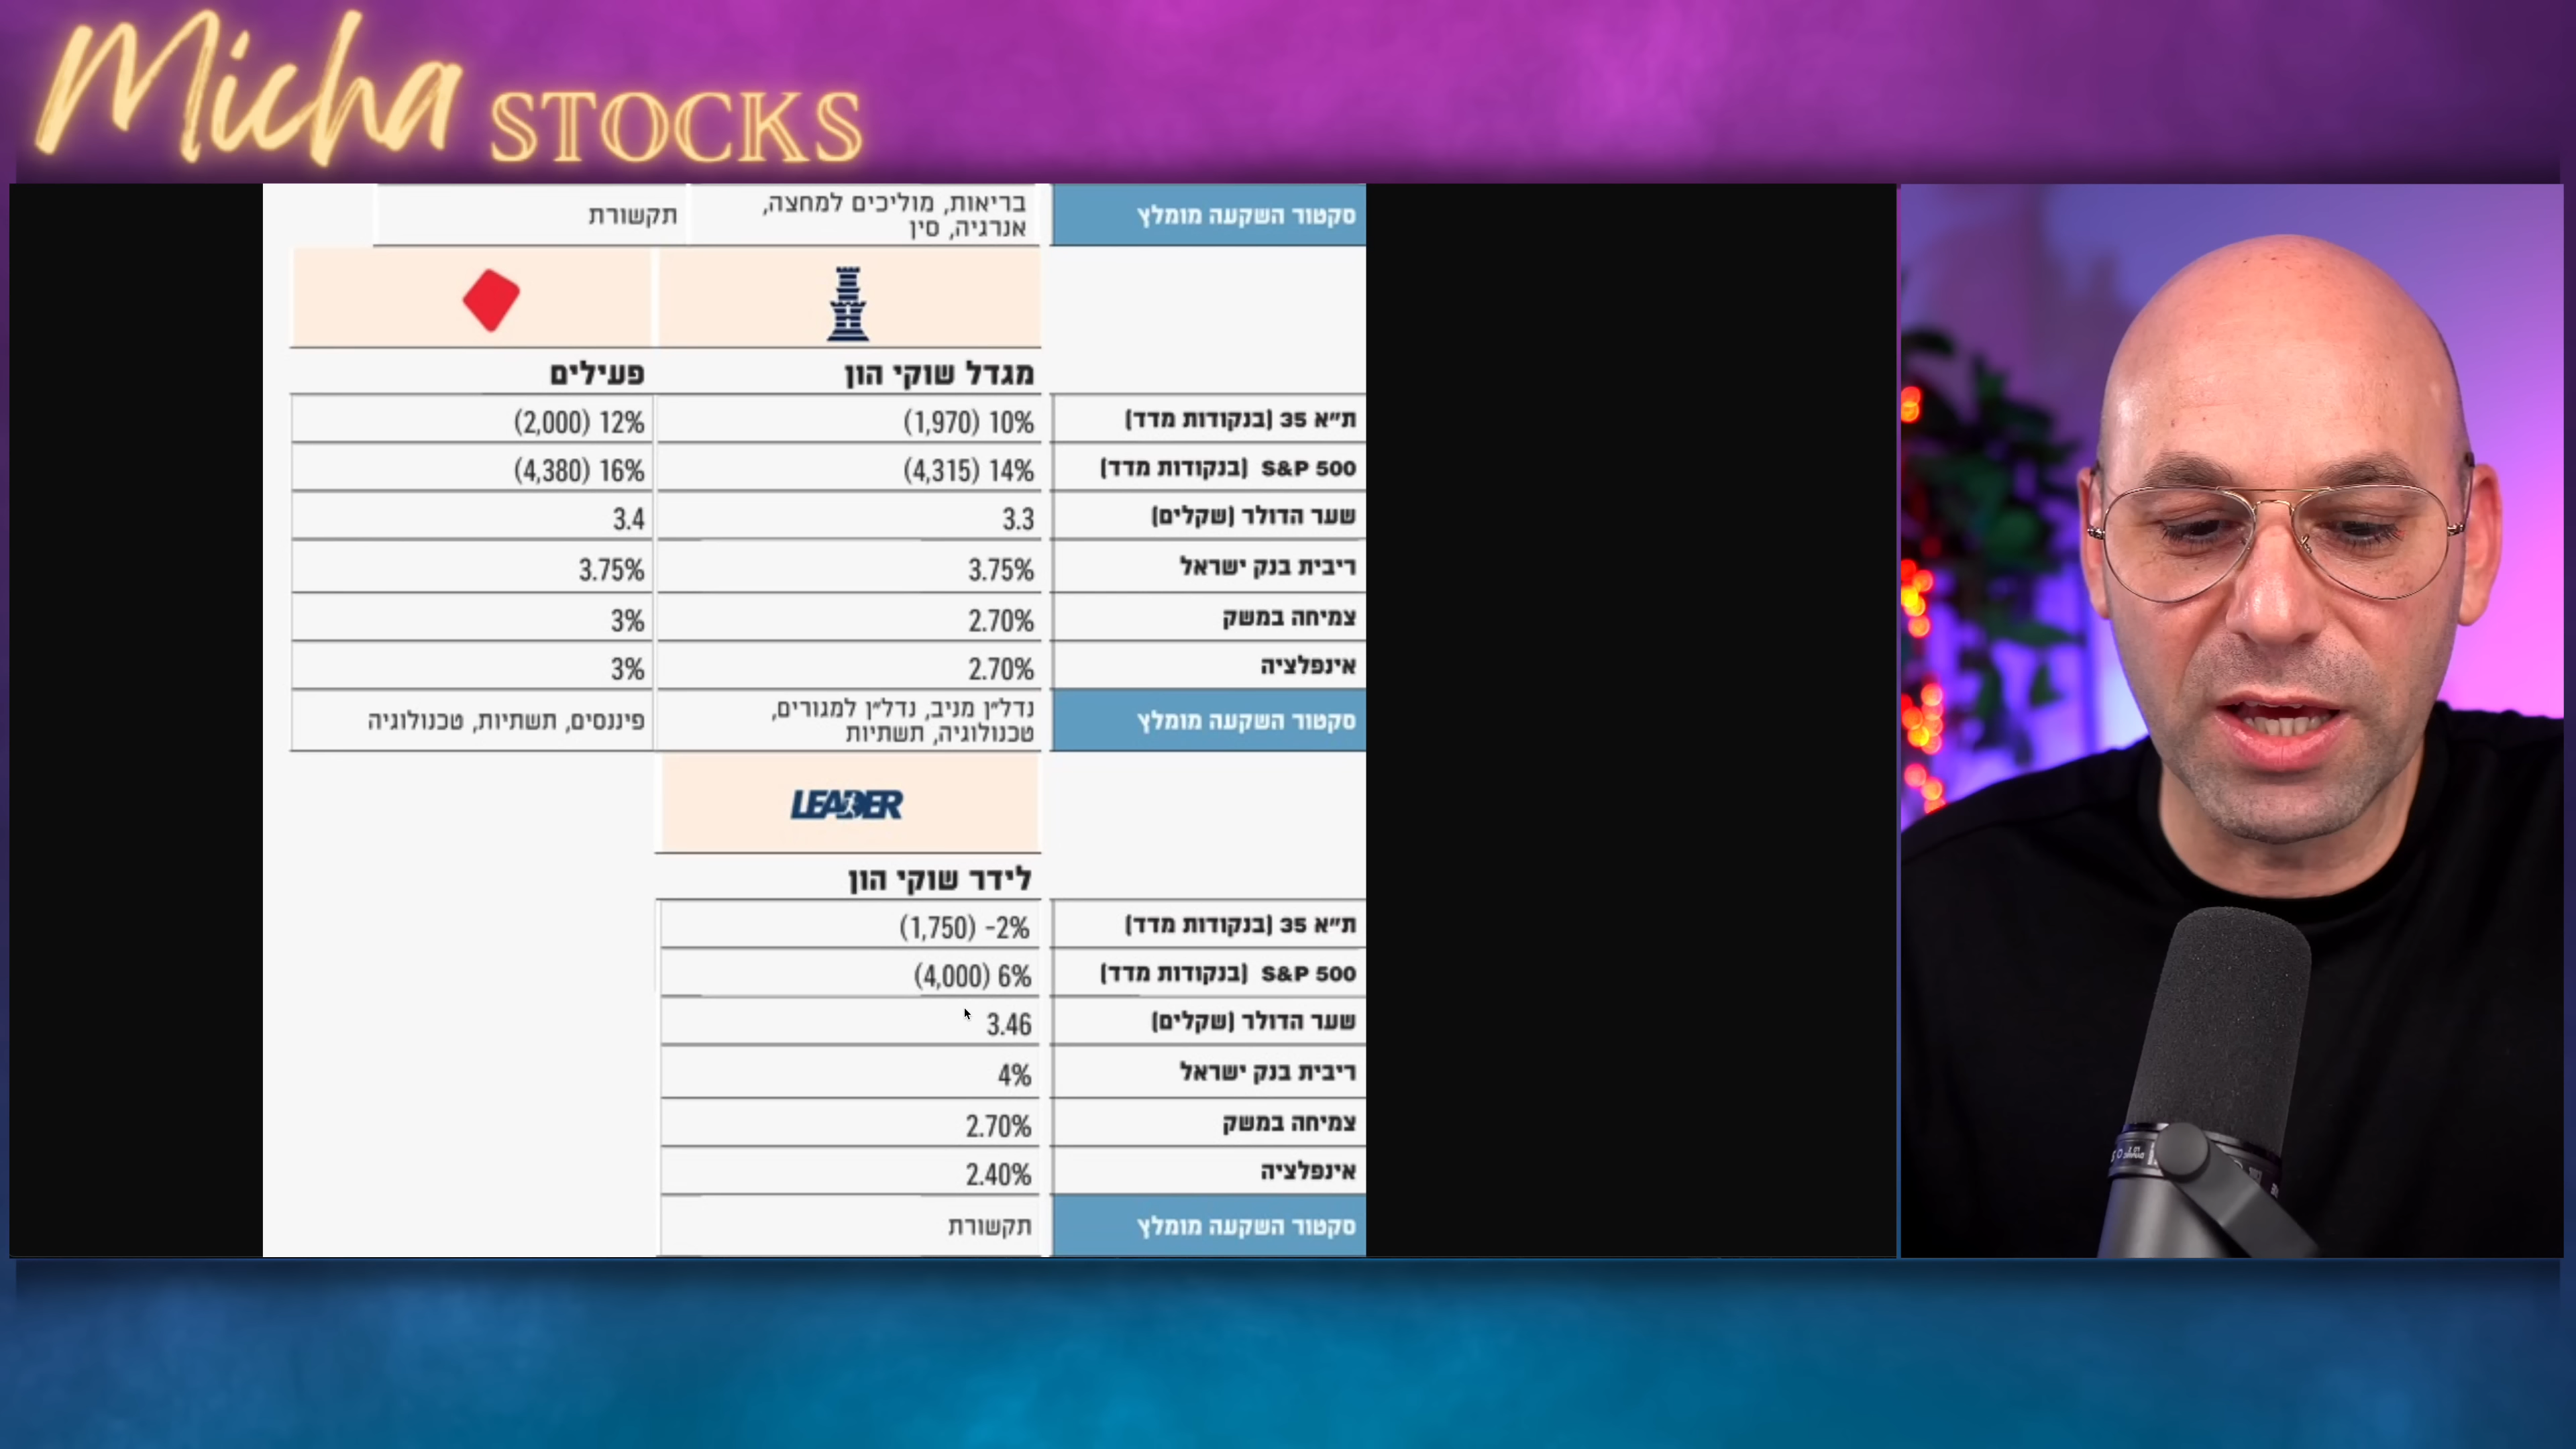 Micha STOCKS
סקטור השקעה מומלץ בריאות, מוליכים למחצה, תקשורת
אנרגיה, סין
מגדל שוקי הון פעילים
ת״א 35 (בנקודות מדד) 10% (1,970) 12% (2,000)
S&P 500 (בנקודות מדד) 14% (4,315) 16% (4,380)
שער הדולר (שקלים) 3.3 3.4
ריבית בנק ישראל 3.75% 3.75%
צמיחה במשק 2.70% 3%
אינפלציה 2.70% 3%
סקטור השקעה מומלץ נדל״ן מניב, נדל״ן למגורים, פיננסים, תשתיות, טכנולוגיה
טכנולוגיה, תשתיות
LEADER
לידר שוקי הון
ת״א 35 (בנקודות מדד) -2% (1,750)
S&P 500 (בנקודות מדד) 6% (4,000)
שער הדולר (שקלים) 3.46
ריבית בנק ישראל 4%
צמיחה במשק 2.70%
אינפלציה 2.40%
סקטור השקעה מומלץ תקשורת